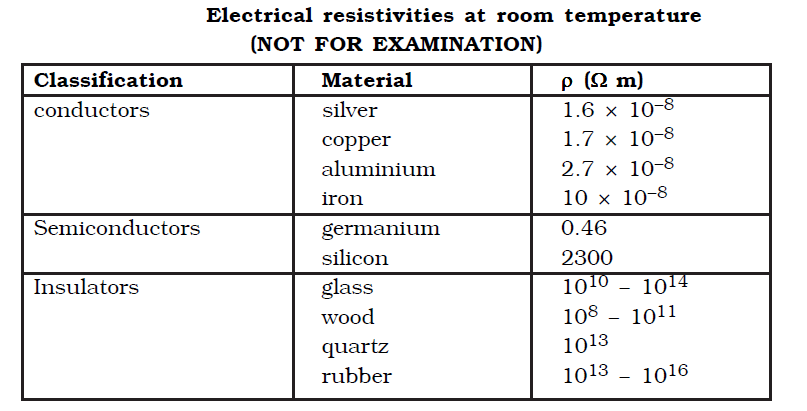 Electrical resistivities at room temperature
(NOT FOR EXAMINATION)
Classification Material ρ (Ω m)
conductors silver 1.6 × 10⁻⁸
copper 1.7 × 10⁻⁸
aluminium 2.7 × 10⁻⁸
iron 10 × 10⁻⁸
Semiconductors germanium 0.46
silicon 2300
Insulators glass 10¹⁰ – 10¹⁴
wood 10⁸ – 10¹¹
quartz 10¹³
rubber 10¹³ – 10¹⁶